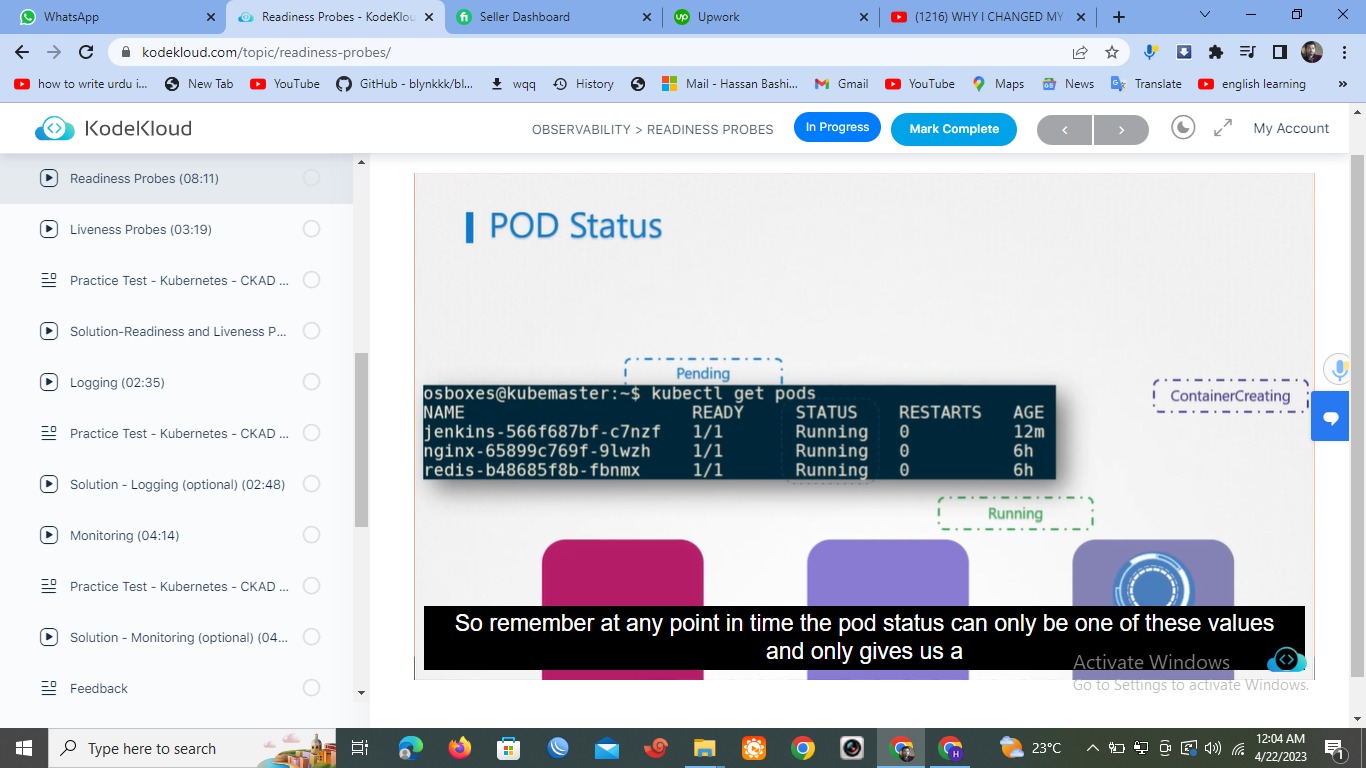 WhatsApp
Readiness Probes - KodeKlou
Seller Dashboard
Upwork
(1216) WHY I CHANGED MY
kodekloud.com/topic/readiness-probes/
how to write urdu i...
New Tab
YouTube
GitHub - blynkkk/bl...
wqq
History
Mail - Hassan Bashi...
Gmail
YouTube
Maps
News
Translate
english learning
»
KodeKloud
OBSERVABILITY > READINESS PROBES
In Progress
Mark Complete
My Account
Readiness Probes (08:11)
Liveness Probes (03:19)
Practice Test - Kubernetes - CKAD ...
Solution-Readiness and Liveness P...
Logging (02:35)
Practice Test - Kubernetes - CKAD ...
Solution - Logging (optional) (02:48)
Monitoring (04:14)
Practice Test - Kubernetes - CKAD ...
Solution - Monitoring (optional) (04...
Feedback
POD Status
Pending
ContainerCreating
osboxes@kubemaster:~$ kubectl get pods
NAME READY STATUS RESTARTS AGE
jenkins-566f687bf-c7nzf 1/1 Running 0 12m
nginx-65899c769f-9lwzh 1/1 Running 0 6h
redis-b48685f8b-fbnmx 1/1 Running 0 6h
Running
So remember at any point in time the pod status can only be one of these values
and only gives us a
Activate Windows
Go to Settings to activate Windows.
Type here to search
H
23°C
12:04 AM
4/22/2023
1